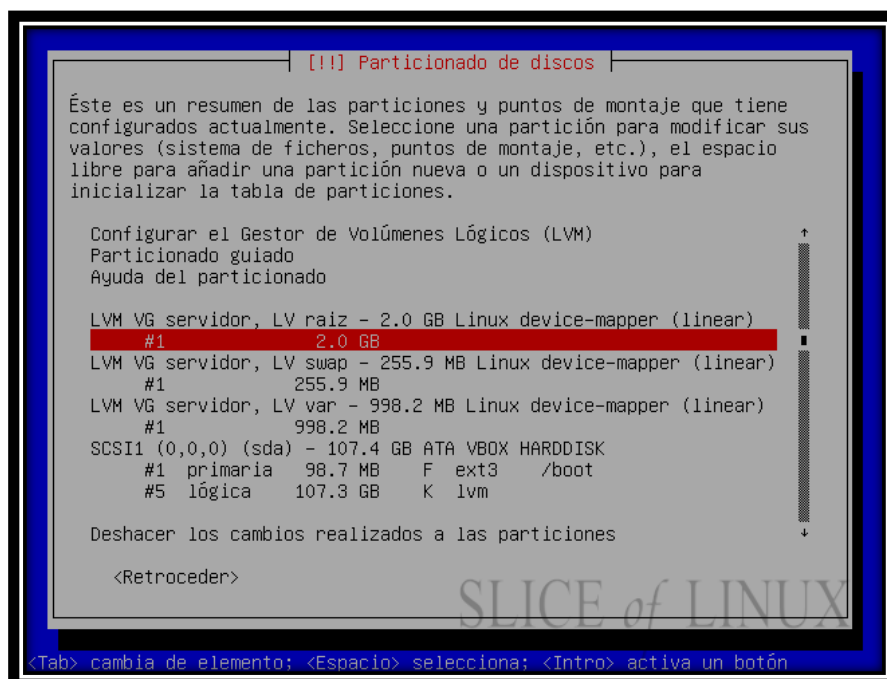 [!!] Particionado de discos
Éste es un resumen de las particiones y puntos de montaje que tiene
configurados actualmente. Seleccione una partición para modificar sus
valores (sistema de ficheros, puntos de montaje, etc.), el espacio
libre para añadir una partición nueva o un dispositivo para
inicializar la tabla de particiones.
Configurar el Gestor de Volúmenes Lógicos (LVM)
Particionado guiado
Ayuda del particionado
LVM VG servidor, LV raiz – 2.0 GB Linux device-mapper (linear)
#1 2.0 GB
LVM VG servidor, LV swap – 255.9 MB Linux device-mapper (linear)
#1 255.9 MB
LVM VG servidor, LV var – 998.2 MB Linux device-mapper (linear)
#1 998.2 MB
SCSI1 (0,0,0) (sda) – 107.4 GB ATA VBOX HARDDISK
#1 primaria 98.7 MB F ext3 /boot
#5 lógica 107.3 GB K lvm
Deshacer los cambios realizados a las particiones
<Retroceder>
SLICE of LINUX
<Tab> cambia de elemento; <Espacio> selecciona; <Intro> activa un botón